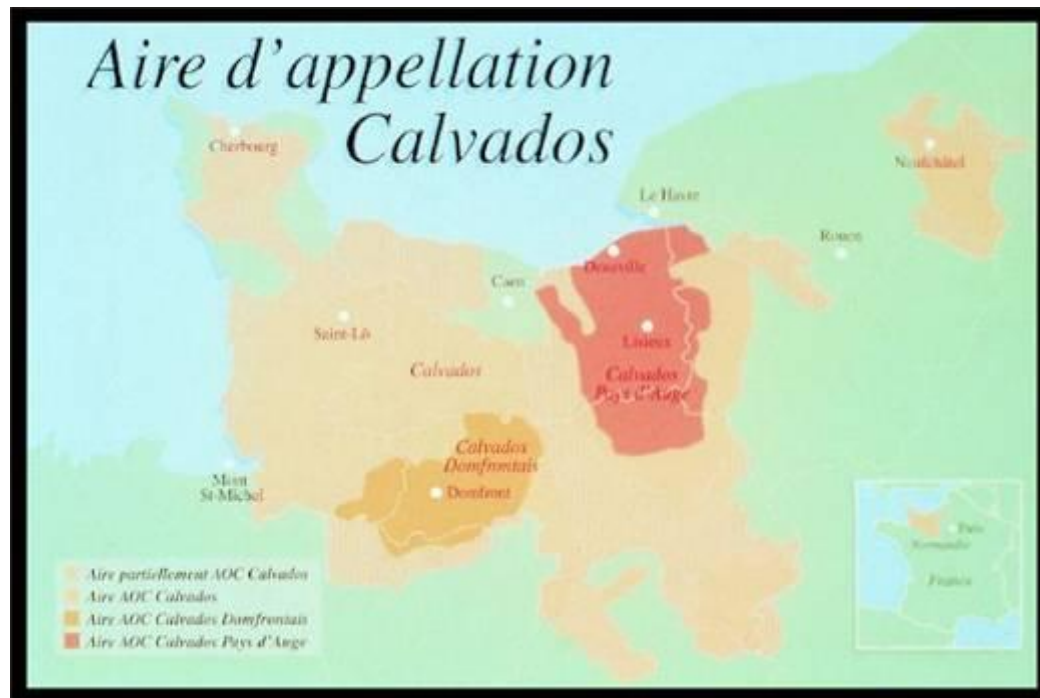 Aire d'appellation
Calvados
Cherbourg
Neufchâtel
Le Havre
Rouen
Deauville
Caen
Saint-Lô
Lisieux
Calvados
Calvados
Pays d'Auge
Calvados
Domfrontais
Mont
St-Michel
Domfront
Paris
Normandie
France
Aire partiellement AOC Calvados
Aire AOC Calvados
Aire AOC Calvados Domfrontais
Aire AOC Calvados Pays d'Auge